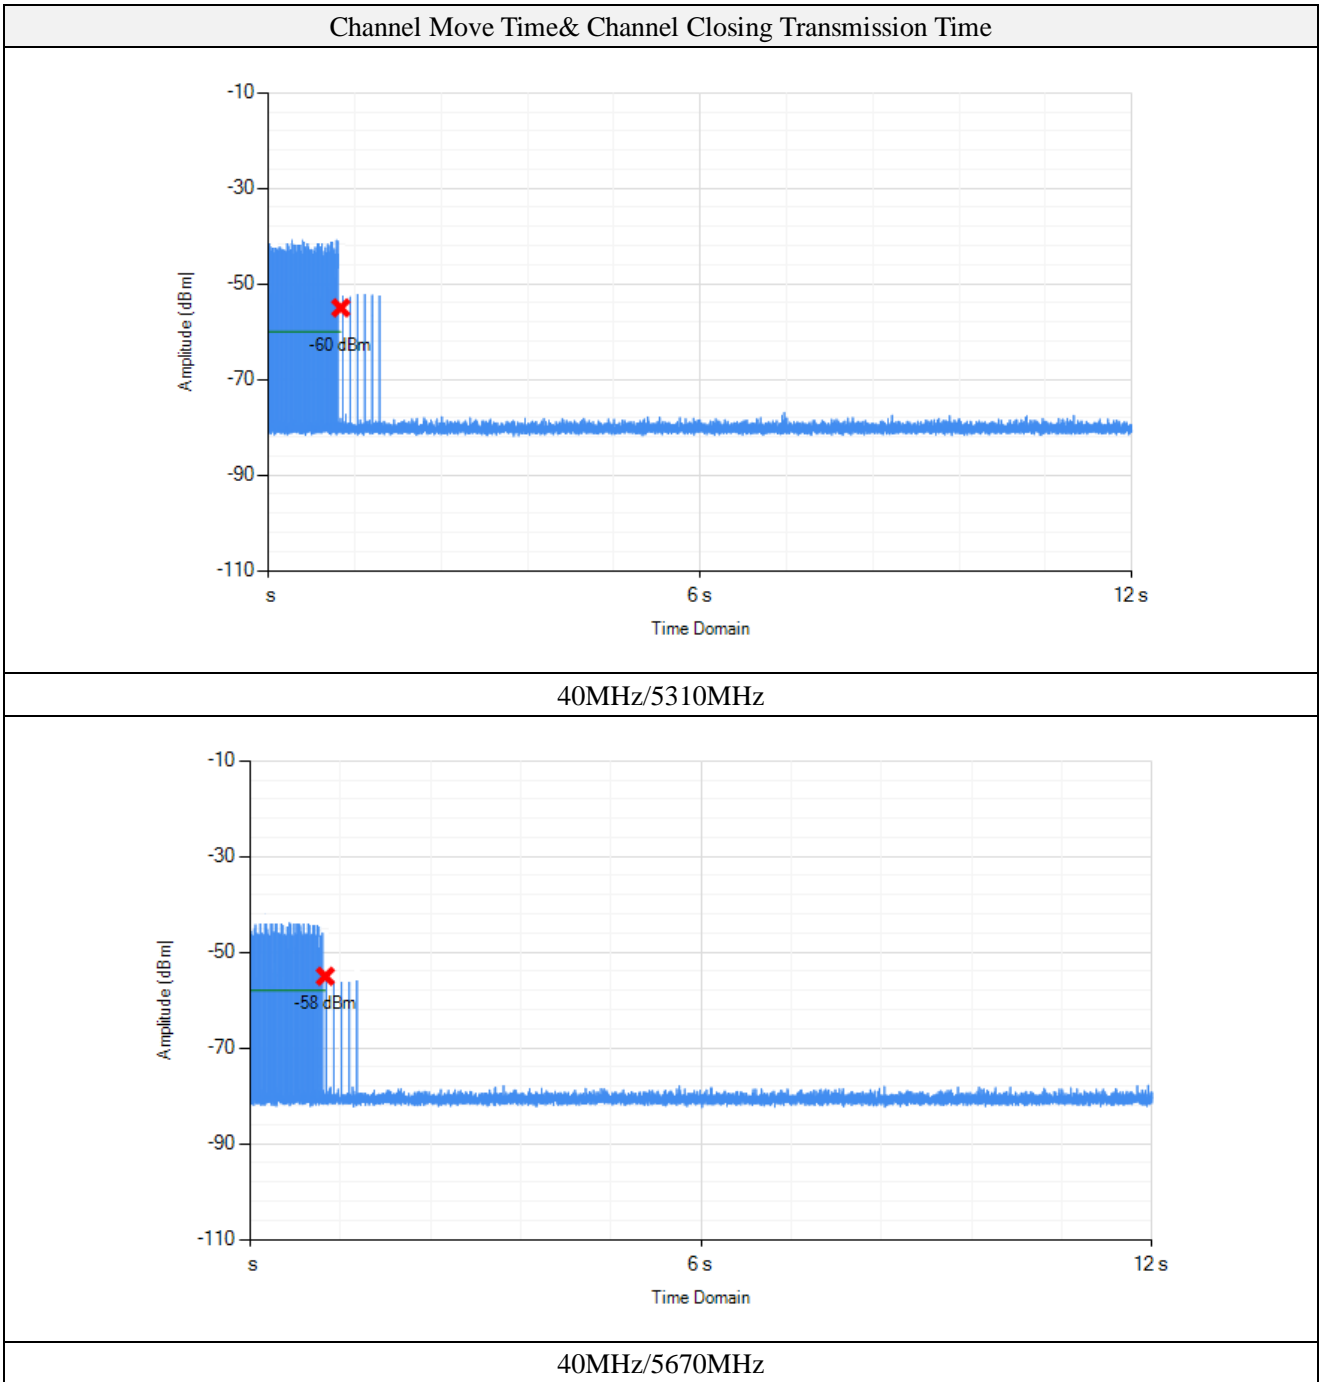 Channel Move Time& Channel Closing Transmission Time
-10
-30
-50
-70
-90
-110
Amplitude (dBm|
-60 dBm
s
6 s
12 s
Time Domain
40MHz/5310MHz
-10
-30
-50
-70
-90
-110
Amplitude (dBm|
-58 dBm
s
6 s
12 s
Time Domain
40MHz/5670MHz